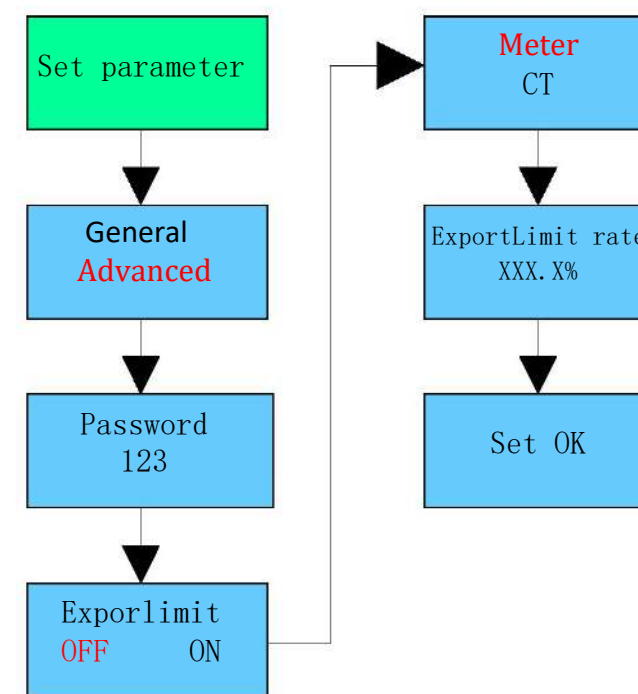 Set parameter
General
Advanced
Password
123
Exporlimit
OFF ON
Meter
CT
ExportLimit rate
XXX.X%
Set OK